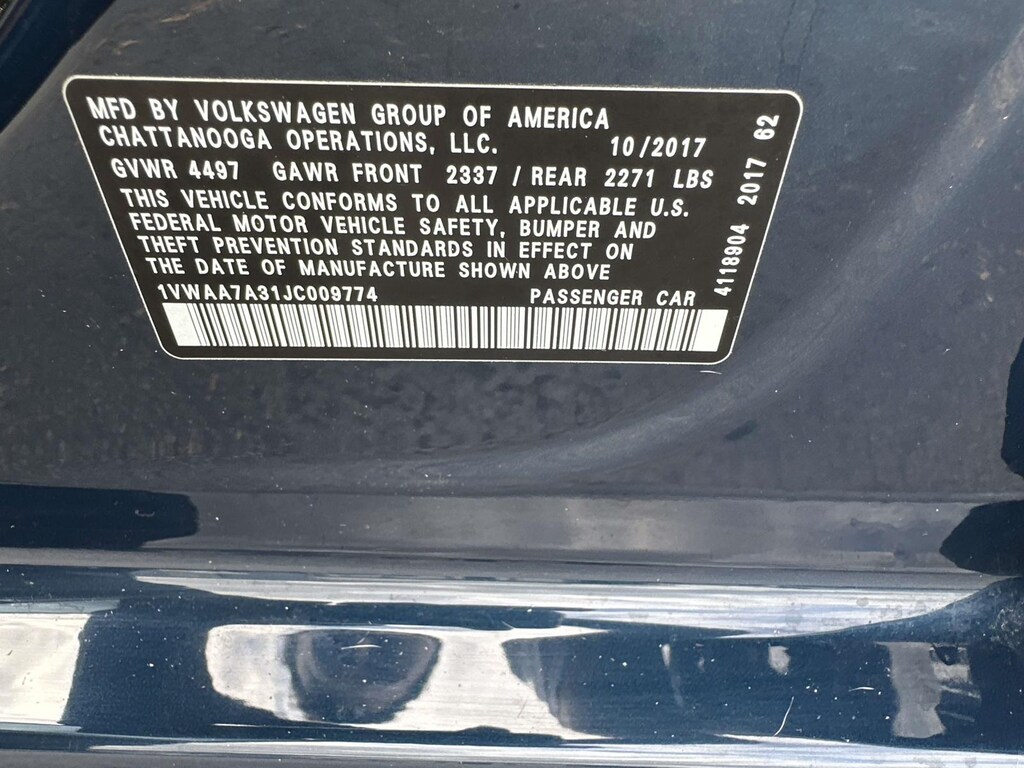 MFD BY VOLKSWAGEN GROUP OF AMERICA
CHATTANOOGA OPERATIONS, LLC. 10/2017
GVWR 4497 GAWR FRONT 2337 / REAR 2271 LBS
THIS VEHICLE CONFORMS TO ALL APPLICABLE U.S.
FEDERAL MOTOR VEHICLE SAFETY, BUMPER AND
THEFT PREVENTION STANDARDS IN EFFECT ON
THE DATE OF MANUFACTURE SHOWN ABOVE
1VWAA7A31JC009774 PASSENGER CAR
4118904 2017 62